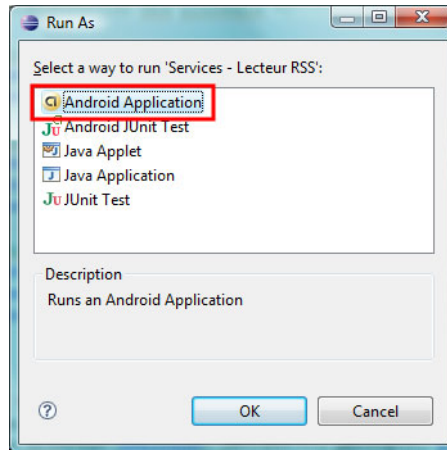 Run As
Select a way to run 'Services - Lecteur RSS':
Android Application
Android JUnit Test
Java Applet
Java Application
JUnit Test
Description
Runs an Android Application
OK
Cancel